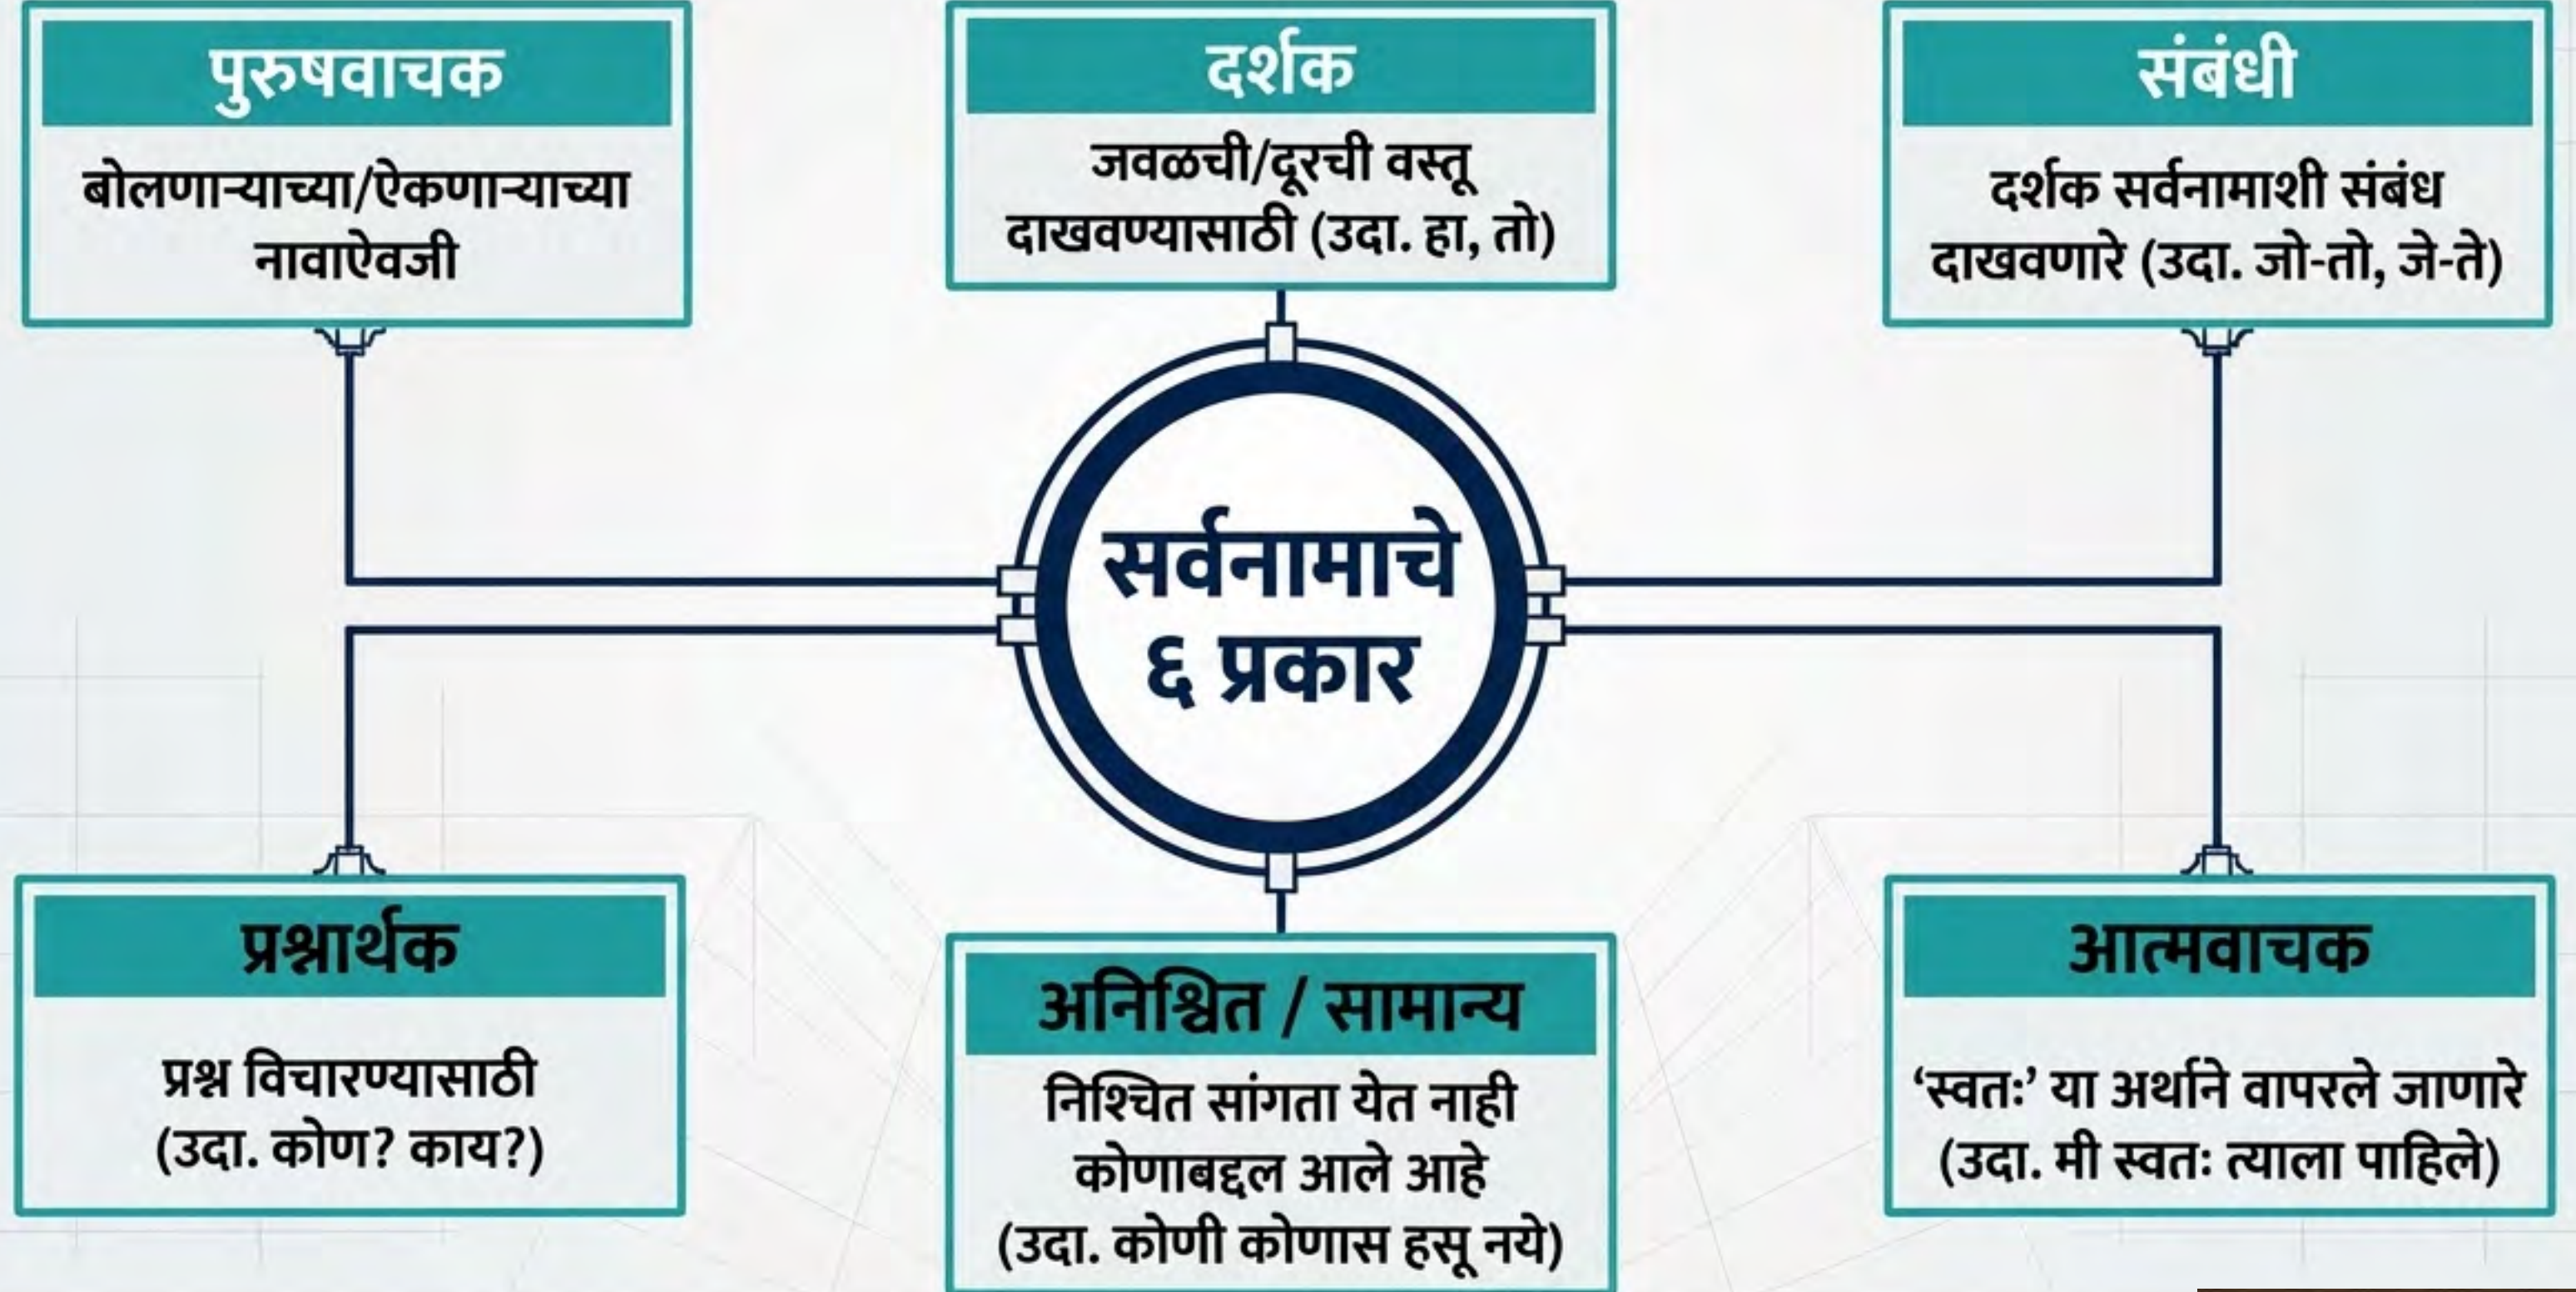 पुरुषवाचक
बोलणाऱ्याच्या/ऐकणाऱ्याच्या
नावाऐवजी
दर्शक
जवळची/दूरची वस्तू
दाखवण्यासाठी (उदा. हा, तो)
संबंधी
दर्शक सर्वनामाशी संबंध
दाखवणारे (उदा. जो-तो, जे-ते)
सर्वनामाचे
६ प्रकार
प्रश्नार्थक
प्रश्न विचारण्यासाठी
(उदा. कोण? काय?)
अनिश्चित / सामान्य
निश्चित सांगता येत नाही
कोणाबद्दल आले आहे
(उदा. कोणी कोणास हसू नये)
आत्मवाचक
‘स्वतः’ या अर्थाने वापरले जाणारे
(उदा. मी स्वतः त्याला पाहिले)